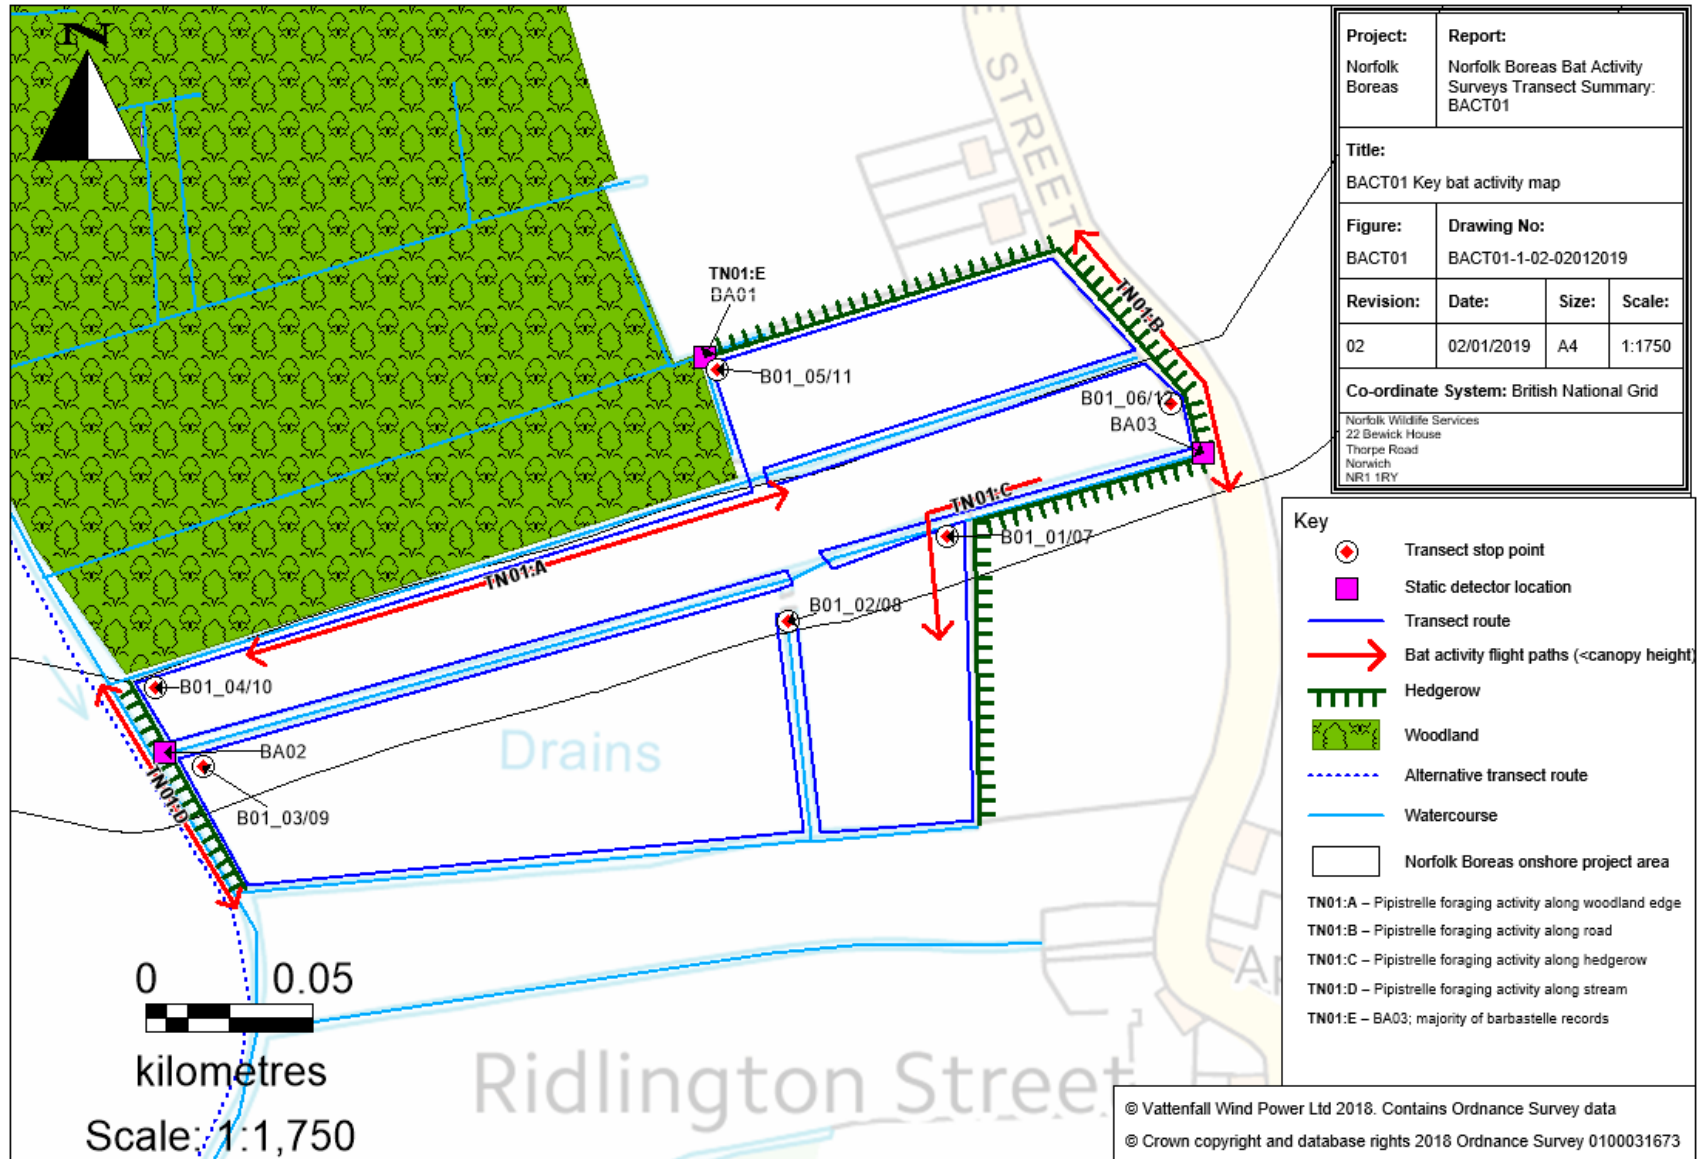 N
STREET
Project:
Norfolk
Boreas
Report:
Norfolk Boreas Bat Activity
Surveys Transect Summary:
BACT01
Title:
BACT01 Key bat activity map
Figure:
BACT01
Drawing No:
BACT01-1-02-02012019
Revision:
02
Date:
02/01/2019
Size:
A4
Scale:
1:1750
Co-ordinate System: British National Grid
Norfolk Wildlife Services
22 Bewick House
Thorpe Road
Norwich
NR1 1RY
TN01:E
BA01
TN01:B
B01_05/11
B01_06/12
BA03
TN01:C
B01_01/07
TN01:A
B01_02/08
B01_04/10
BA02
Drains
TN01:D
B01_03/09
Key
Transect stop point
Static detector location
Transect route
Bat activity flight paths (<canopy height)
Hedgerow
Woodland
Alternative transect route
Watercourse
Norfolk Boreas onshore project area
TN01:A – Pipistrelle foraging activity along woodland edge
TN01:B – Pipistrelle foraging activity along road
TN01:C – Pipistrelle foraging activity along hedgerow
TN01:D – Pipistrelle foraging activity along stream
TN01:E – BA03; majority of barbastelle records
0 0.05
kilometres
Scale: 1:1,750
Ridlington Street
© Vattenfall Wind Power Ltd 2018. Contains Ordnance Survey data
© Crown copyright and database rights 2018 Ordnance Survey 0100031673